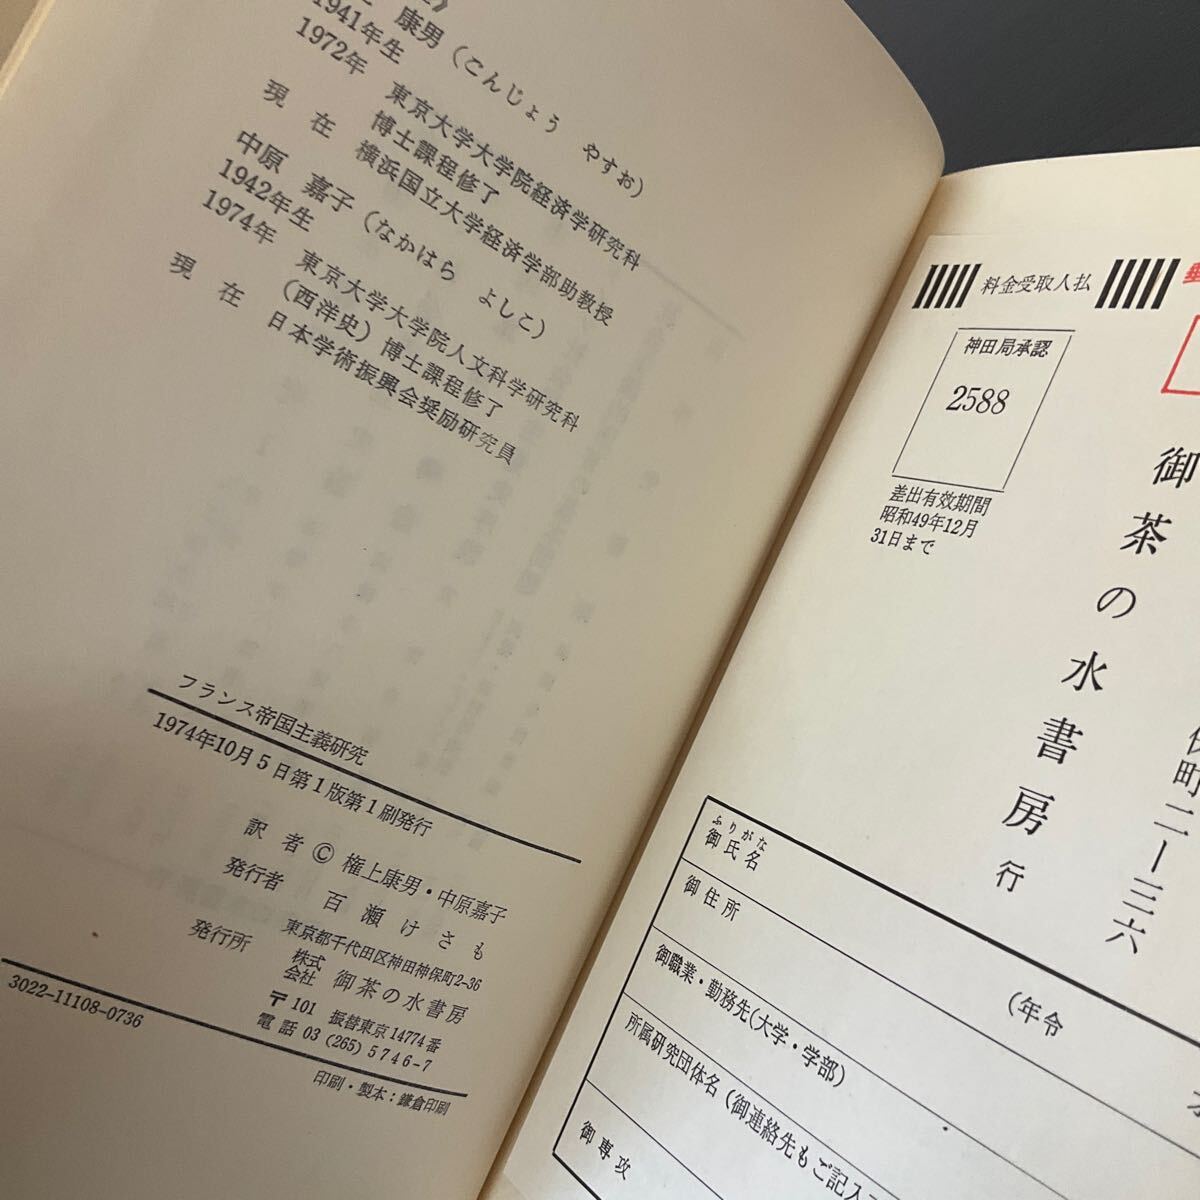 康男(ごんじょう やすお)
1941年生
1972年 東京大学大学院経済学研究科
博士課程修了
現在 横浜国立大学経済学部助教授
中原 嘉子(なかはら よしこ)
1942年生
1974年 東京大学大学院人文科学研究科
(西洋史)博士課程修了
現在 日本学術振興会奨励研究員
フランス帝国主義研究
1974年10月5日第1版第1刷発行
訳者 © 権上康男・中原嘉子
発行者 百瀬けさも
東京都千代田区神田神保町2-36
発行所 株式会社 御茶の水書房
〒101 振替東京14774番
電話 03 (265) 5746-7
3022-11108-0736
印刷・製本:鎌倉印刷
料金受取人払
神田局承認
2588
差出有効期間
昭和49年12月
31日まで
町二ー三六
御茶の水書房 行
ふりがな
御氏名
(年令
御住所
御職業・勤務先(大学・学部)
所属研究団体名(御連絡先もご記入
御専攻